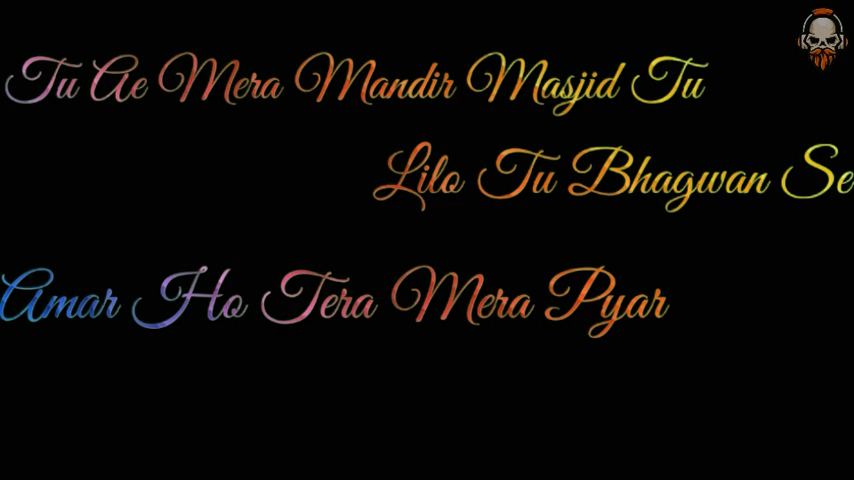 Tu Ae Mera Mandir Masjid Tu
Lilo Tu Bhagwan Se
Amar Ho Tera Mera Pyar